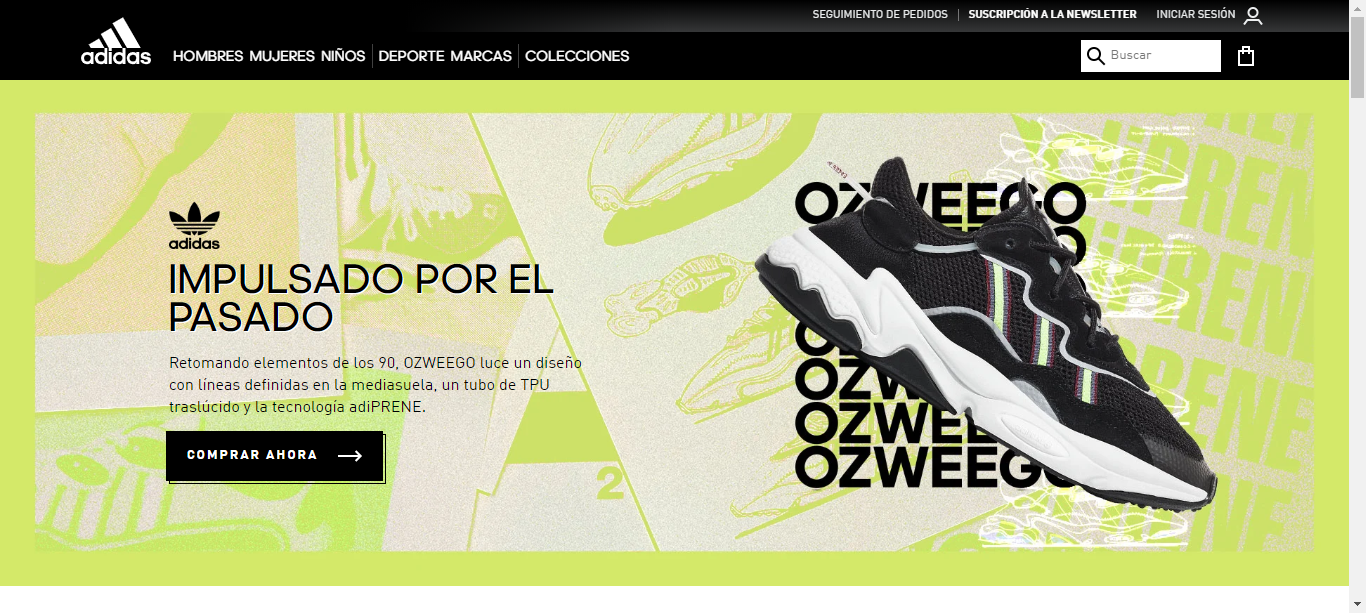 SEGUIMIENTO DE PEDIDOS
SUSCRIPCIÓN A LA NEWSLETTER
INICIAR SESIÓN
adidas
HOMBRES MUJERES NIÑOS DEPORTE MARCAS COLECCIONES
Buscar
adidas
IMPULSADO POR EL
PASADO
Retomando elementos de los 90, OZWEEGO luce un diseño
con líneas definidas en la mediasuela, un tubo de TPU
traslúcido y la tecnología adiPRENE.
COMPRAR AHORA
2
OZWEEGO
OZWEEGO
OZWEEGO
OZWEEGO
OZWEEGO